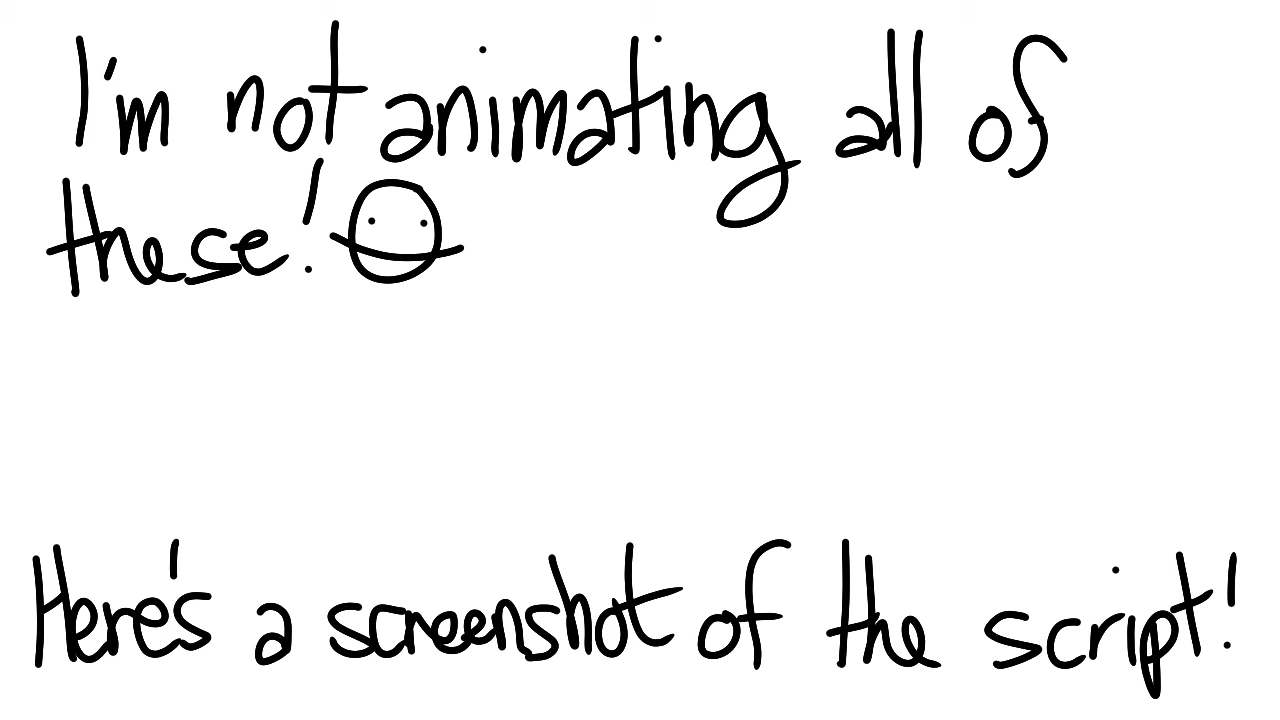 I'm not animating all of
these!
Here's a screenshot of the script!